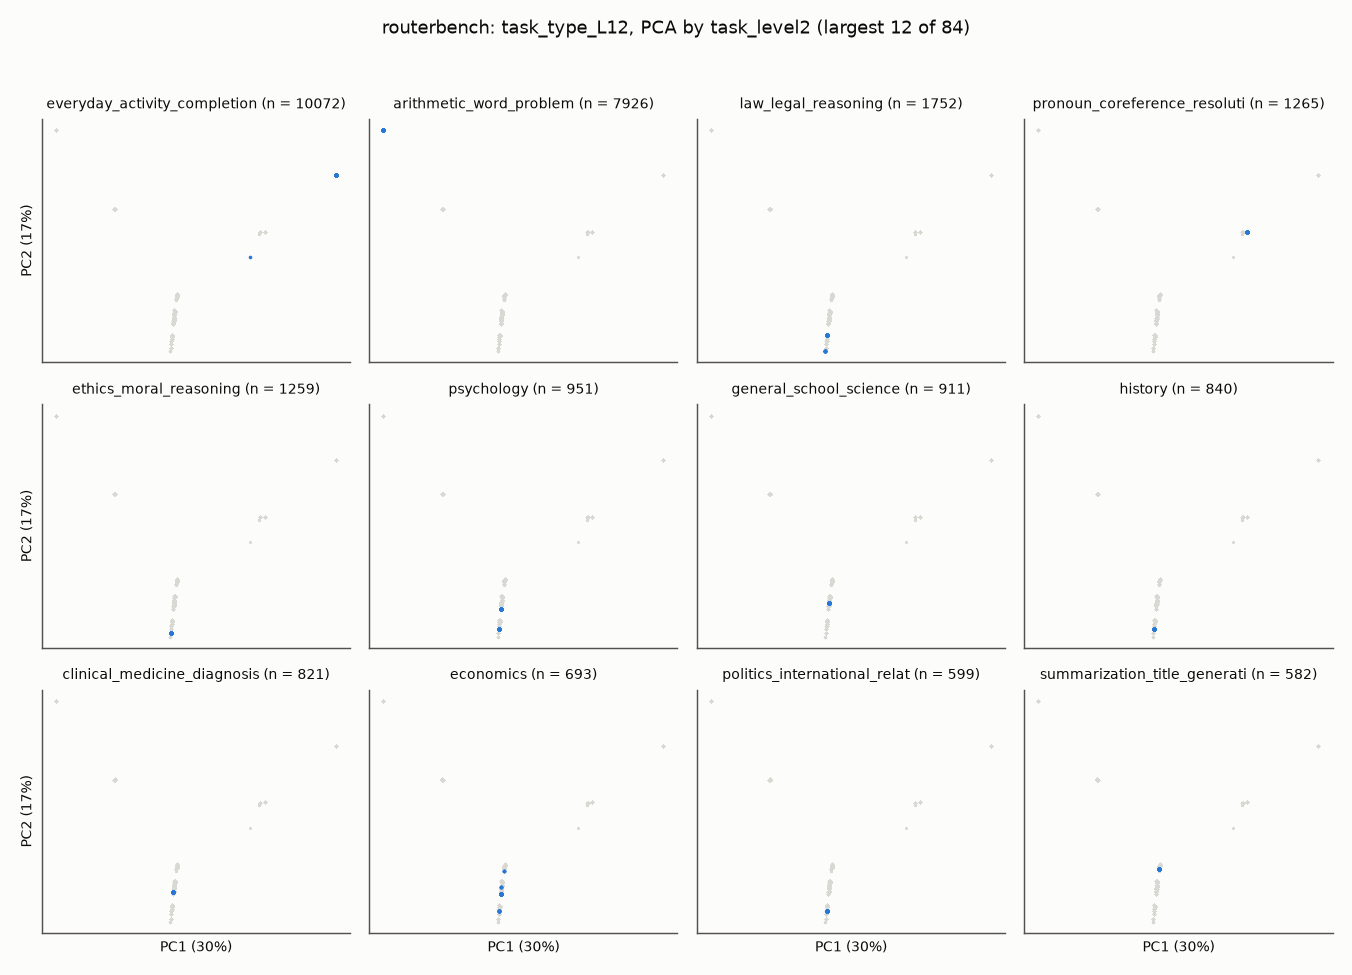 routerbench: task_type_L12, PCA by task_level2 (largest 12 of 84)
everyday_activity_completion (n = 10072)
arithmetic_word_problem (n = 7926)
law_legal_reasoning (n = 1752)
pronoun_coreference_resoluti (n = 1265)
PC2 (17%)
ethics_moral_reasoning (n = 1259)
psychology (n = 951)
general_school_science (n = 911)
history (n = 840)
PC2 (17%)
clinical_medicine_diagnosis (n = 821)
economics (n = 693)
politics_international_relat (n = 599)
summarization_title_generati (n = 582)
PC2 (17%)
PC1 (30%)
PC1 (30%)
PC1 (30%)
PC1 (30%)